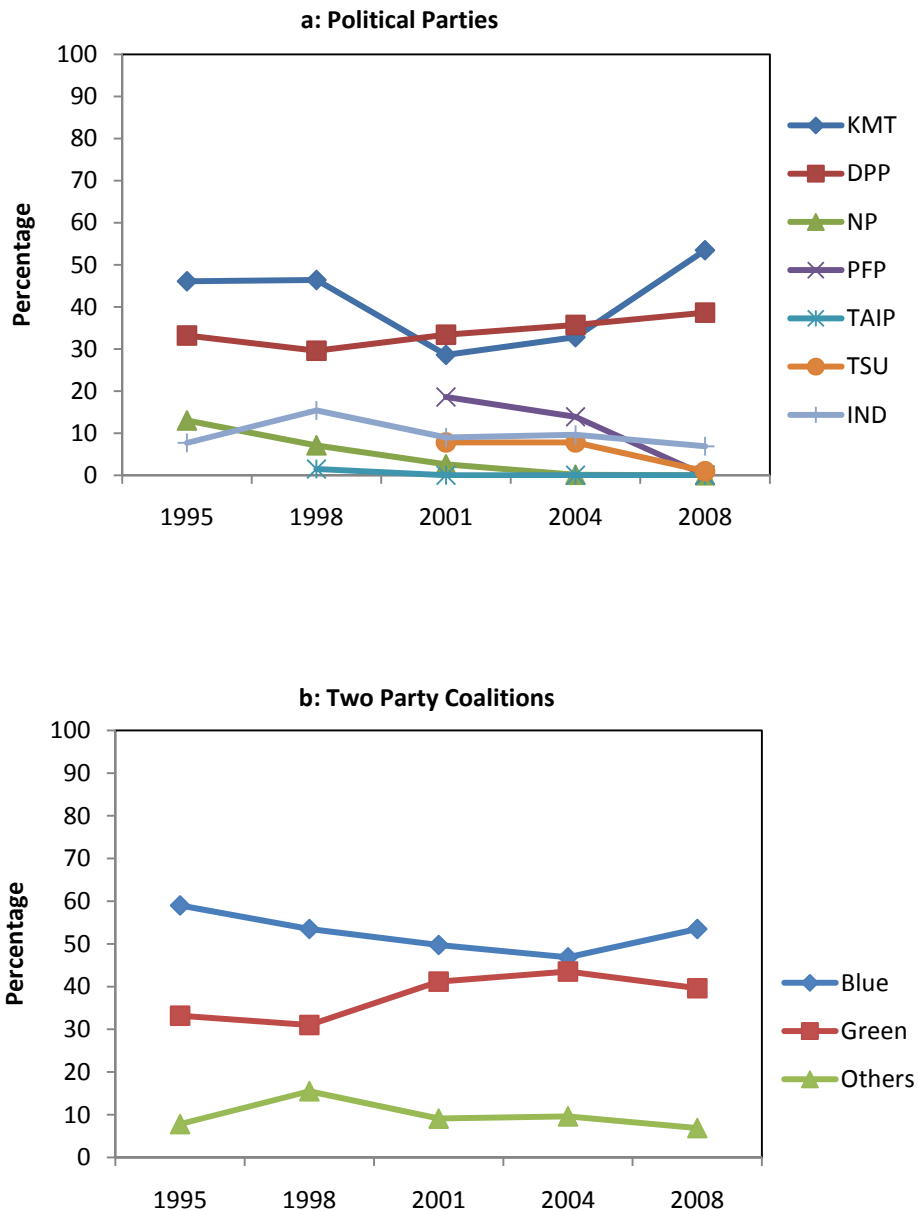 a: Political Parties
100
90
80
70
60
50
40
30
20
10
0
Percentage
1995 1998 2001 2004 2008
KMT
DPP
NP
PFP
TAIP
TSU
IND
b: Two Party Coalitions
100
90
80
70
60
50
40
30
20
10
0
Percentage
1995 1998 2001 2004 2008
Blue
Green
Others